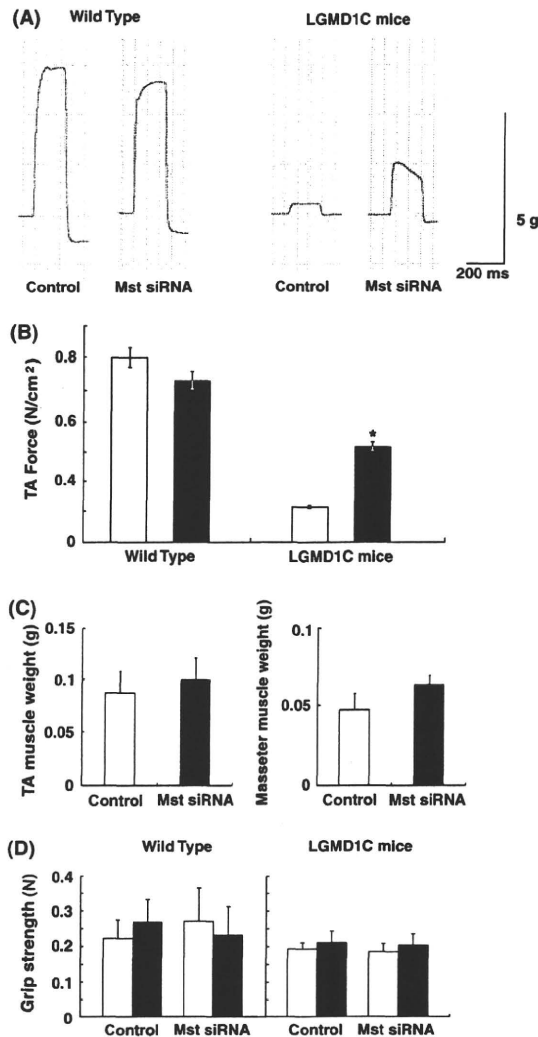 (A)
Wild Type
LGMD1C mice
Control
Mst siRNA
Control
Mst siRNA
5 g
200 ms
(B)
TA Force (N/cm²)
0.8
0.6
0.4
0
*
Wild Type
LGMD1C mice
(C)
TA muscle weight (g)
0.15
0.1
0.05
0
Control
Mst siRNA
Masseter muscle weight (g)
0.1
0.05
0
Control
Mst siRNA
(D)
Wild Type
LGMD1C mice
Grip strength (N)
0.4
0.3
0.2
0.1
0
Control
Mst siRNA
Control
Mst siRNA